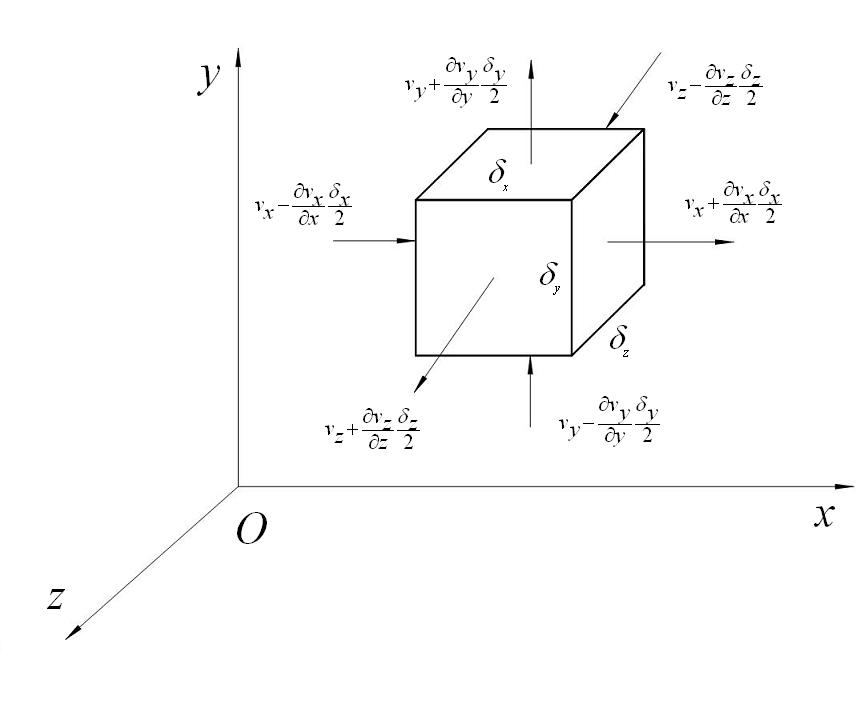 y
v_y+∂v_y/∂y δ_y/2
v_z−∂v_z/∂z δ_z/2
δ_x
v_x−∂v_x/∂x δ_x/2
v_x+∂v_x/∂x δ_x/2
δ_y
δ_z
v_z+∂v_z/∂z δ_z/2
v_y−∂v_y/∂y δ_y/2
O
x
z